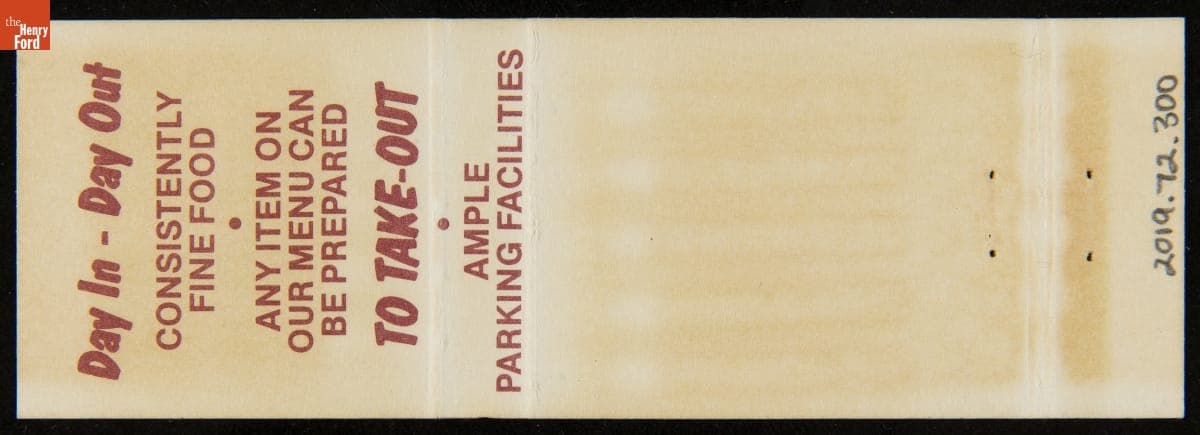 the
Henry
Ford
Day In - Day Out
CONSISTENTLY
FINE FOOD
•
ANY ITEM ON
OUR MENU CAN
BE PREPARED
TO TAKE-OUT
•
AMPLE
PARKING FACILITIES
2019.72.300